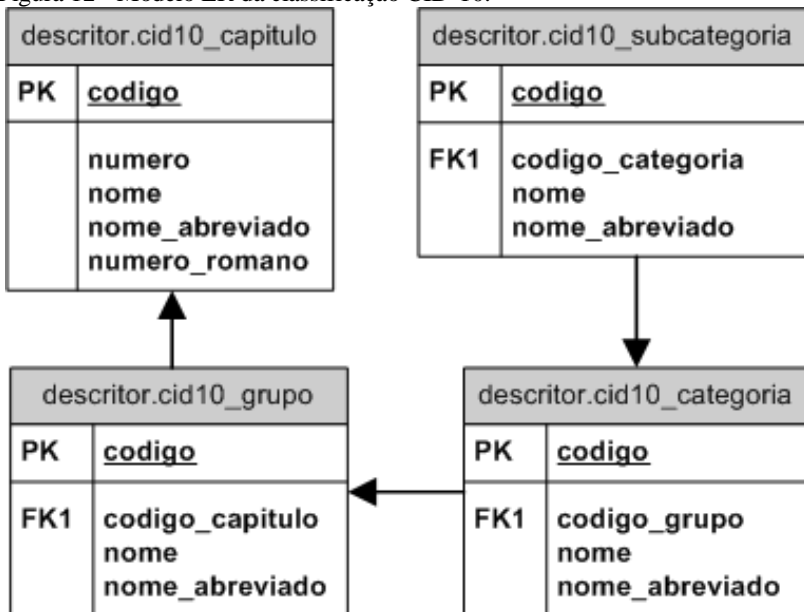 Figura 12 - Modelo ER da classificação CID-10.
descritor.cid10_capitulo
PK codigo
numero
nome
nome_abreviado
numero_romano
descritor.cid10_subcategoria
PK codigo
FK1 codigo_categoria
nome
nome_abreviado
descritor.cid10_grupo
PK codigo
FK1 codigo_capitulo
nome
nome_abreviado
descritor.cid10_categoria
PK codigo
FK1 codigo_grupo
nome
nome_abreviado